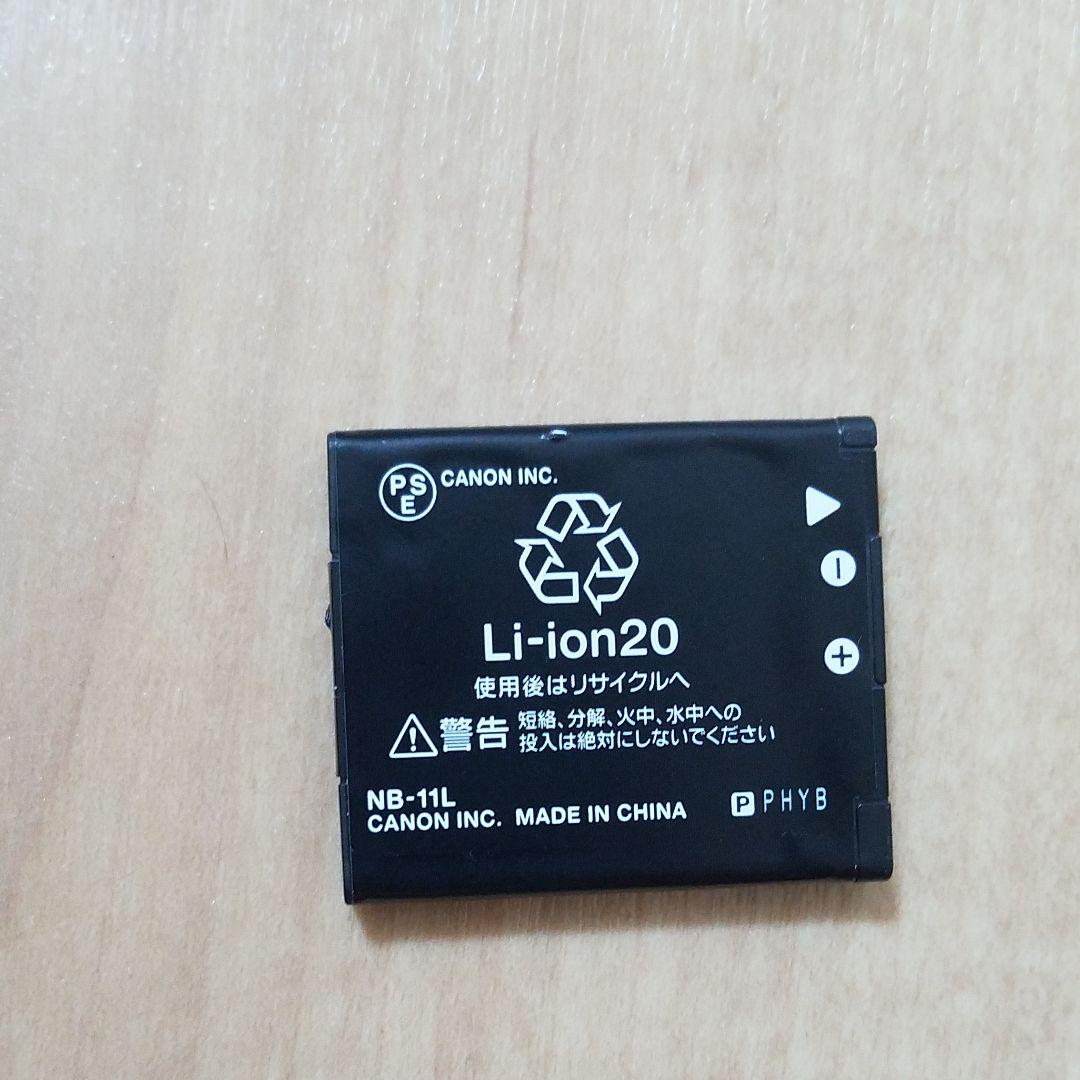 PSE CANON INC.
Li-ion20
使用後はリサイクルへ
警告 短絡、分解、火中、水中への
投入は絶対にしないでください
NB-11L
CANON INC. MADE IN CHINA
P PHYB